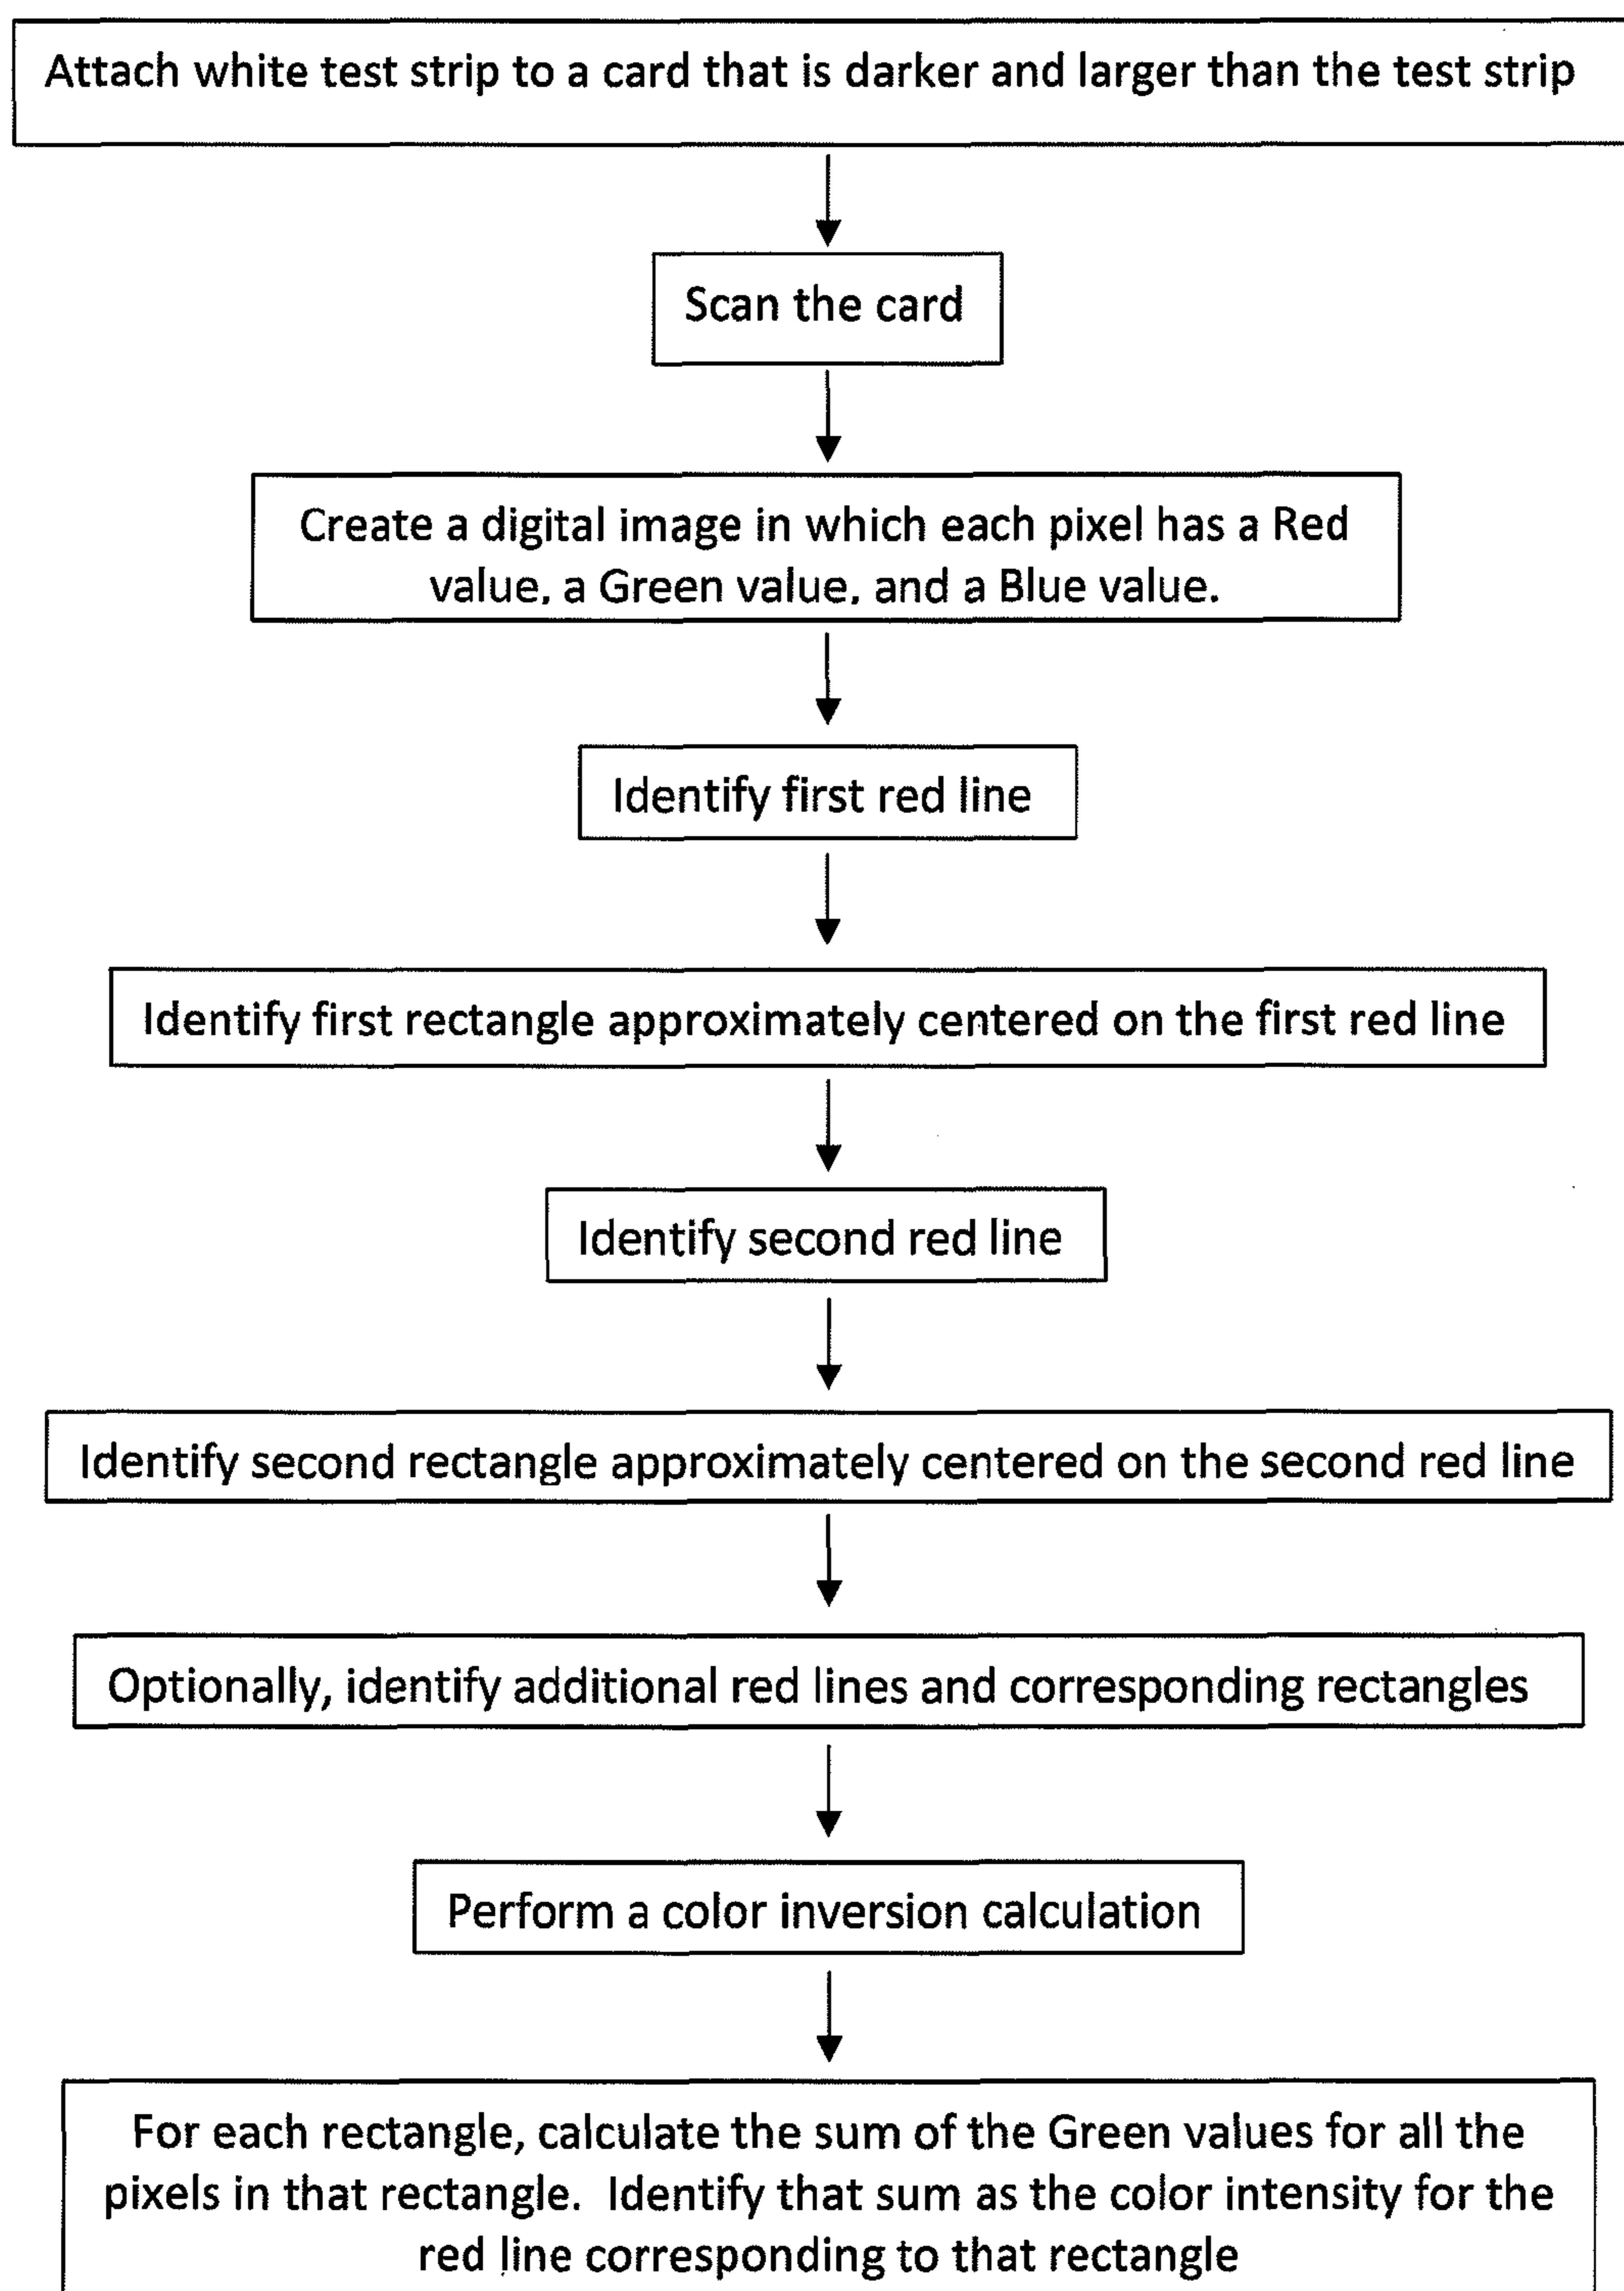 Attach white test strip to a card that is darker and larger than the test strip
Scan the card
Create a digital image in which each pixel has a Red
value, a Green value, and a Blue value.
Identify first red line
Identify first rectangle approximately centered on the first red line
Identify second red line
Identify second rectangle approximately centered on the second red line
Optionally, identify additional red lines and corresponding rectangles
Perform a color inversion calculation
For each rectangle, calculate the sum of the Green values for all the
pixels in that rectangle. Identify that sum as the color intensity for the
red line corresponding to that rectangle